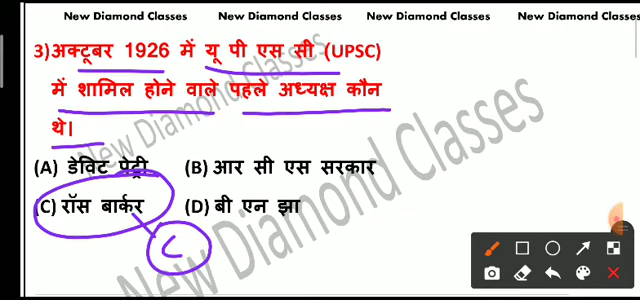 New Diamond Classes New Diamond Classes New Diamond Classes New Diamond Classes
3)अक्टूबर 1926 में यू पी एस सी (UPSC)
में शामिल होने वाले पहले अध्यक्ष कौन
थे।
(A) डेविट पेट्री (B) आर सी एस सरकार
(C) रॉस बार्कर (D) बी एन झा
C
New Diamond Classes
New Diamond Classes